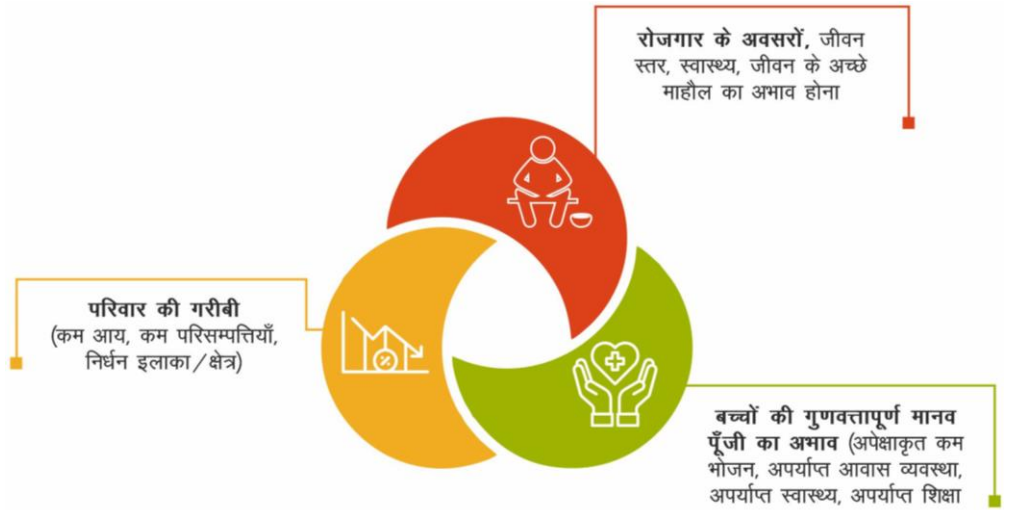 रोजगार के अवसरों, जीवन
स्तर, स्वास्थ्य, जीवन के अच्छे
माहौल का अभाव होना
परिवार की गरीबी
(कम आय, कम परिसम्पत्तियाँ,
निर्धन इलाका/क्षेत्र)
%
बच्चों की गुणवत्तापूर्ण मानव
पूँजी का अभाव (अपेक्षाकृत कम
भोजन, अपर्याप्त आवास व्यवस्था,
अपर्याप्त स्वास्थ्य, अपर्याप्त शिक्षा